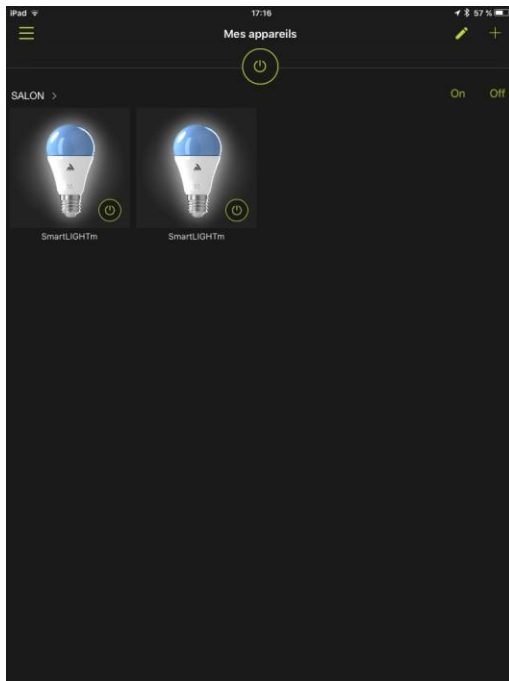 iPad 17:16 57 %
Mes appareils
SALON > On Off
SmartLIGHTm SmartLIGHTm